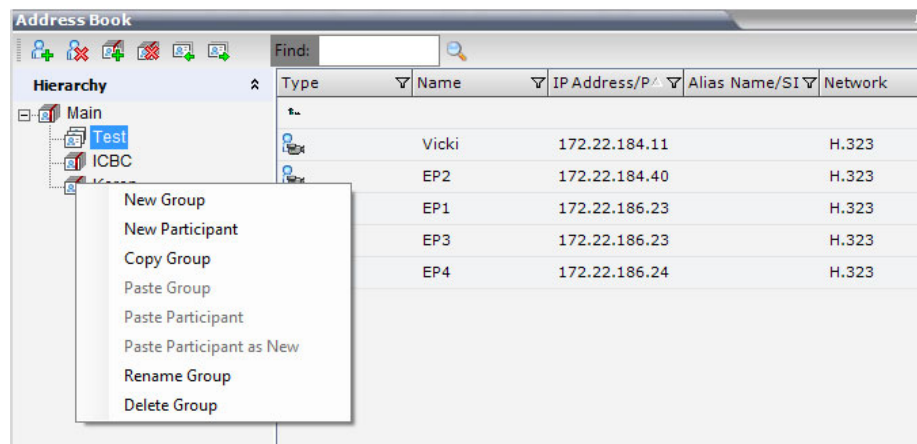 Address Book
Find:
Hierarchy
Type Name IP Address/P Alias Name/SI Network
Main
Test
ICBC
Vicki 172.22.184.11 H.323
EP2 172.22.184.40 H.323
EP1 172.22.186.23 H.323
EP3 172.22.186.23 H.323
EP4 172.22.186.24 H.323
New Group
New Participant
Copy Group
Paste Group
Paste Participant
Paste Participant as New
Rename Group
Delete Group